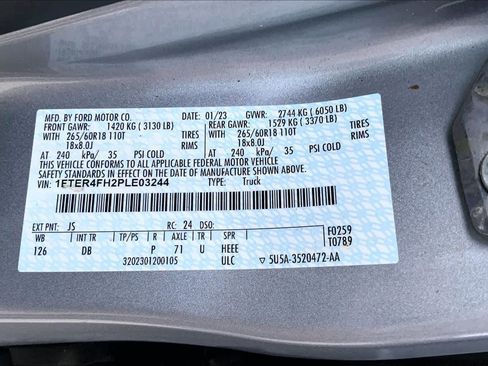 MFD. BY FORD MOTOR CO. 01/23 GVWR: 2744 KG ( 6050 LB)
FRONT GAWR: 1420 KG ( 3130 LB) REAR GAWR: 1529 KG ( 3370 LB)
WITH 265/60R18 110T TIRES WITH 265/60R18 110T TIRES
18x8.0J RIMS 18x8.0J RIMS
AT 240 kPa/ 35 PSI COLD AT 240 kPa/ 35 PSI COLD
THIS VEHICLE CONFORMS TO ALL APPLICABLE FEDERAL MOTOR VEHICLE
SAFETY STANDARDS IN EFFECT ON THE DATE OF MANUFACTURE SHOWN ABOVE.
VIN: 1FTER4FH2PLE03244 TYPE: Truck
EXT PNT: JS RC: 24 DSO: F0259
WB INT TR TP/PS R AXLE TR SPR T0789
126 DB P 71 U HEEE
3202301200105 ULC 5U5A-3520472-AA